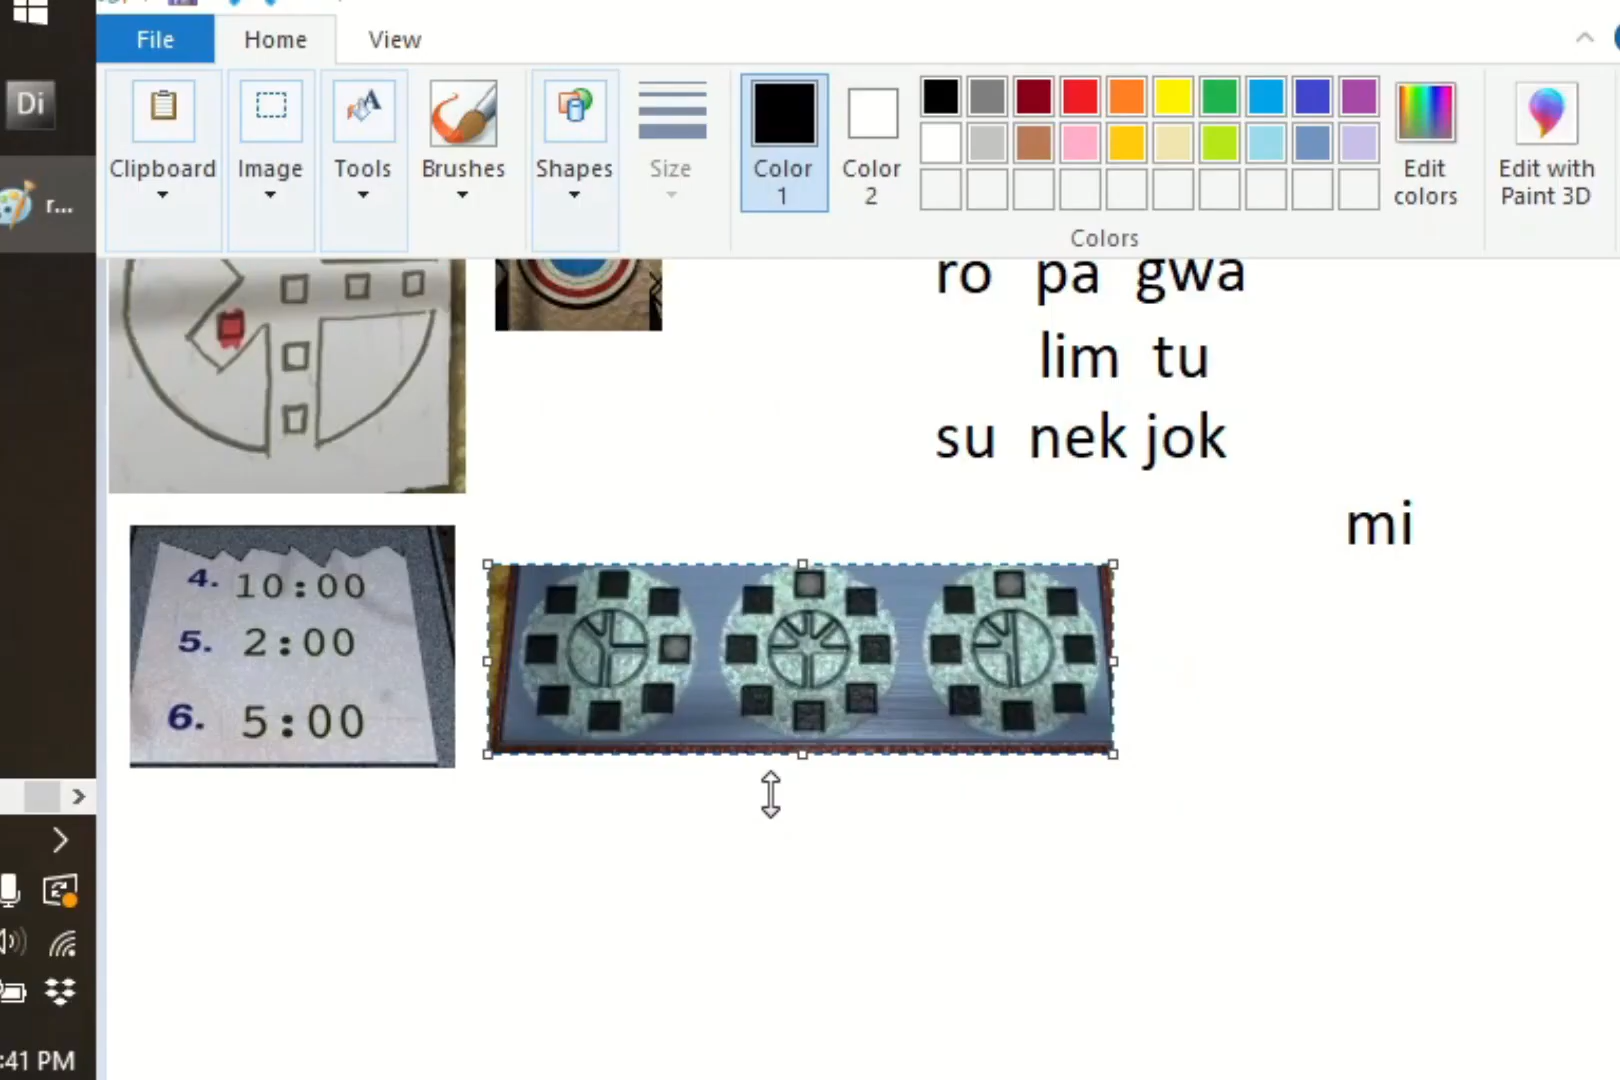 File Home View
Di
Clipboard Image Tools Brushes Shapes Size Color 1 Color 2 Edit colors Edit with Paint 3D
r...
Colors
ro pa gwa
lim tu
su nek jok
mi
4. 10:00
5. 2:00
6. 5:00
:41 PM